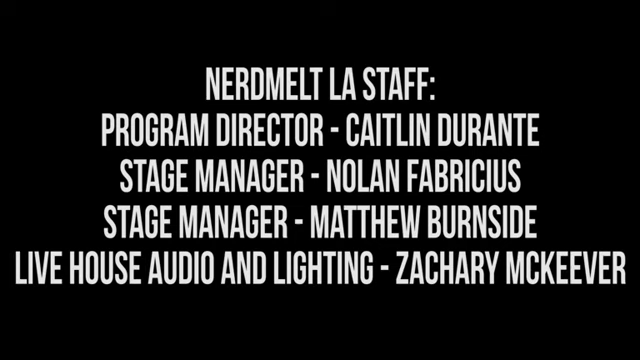 NERDMELT LA STAFF:
PROGRAM DIRECTOR - CAITLIN DURANTE
STAGE MANAGER - NOLAN FABRICIUS
STAGE MANAGER - MATTHEW BURNSIDE
LIVE HOUSE AUDIO AND LIGHTING - ZACHARY MCKEEVER